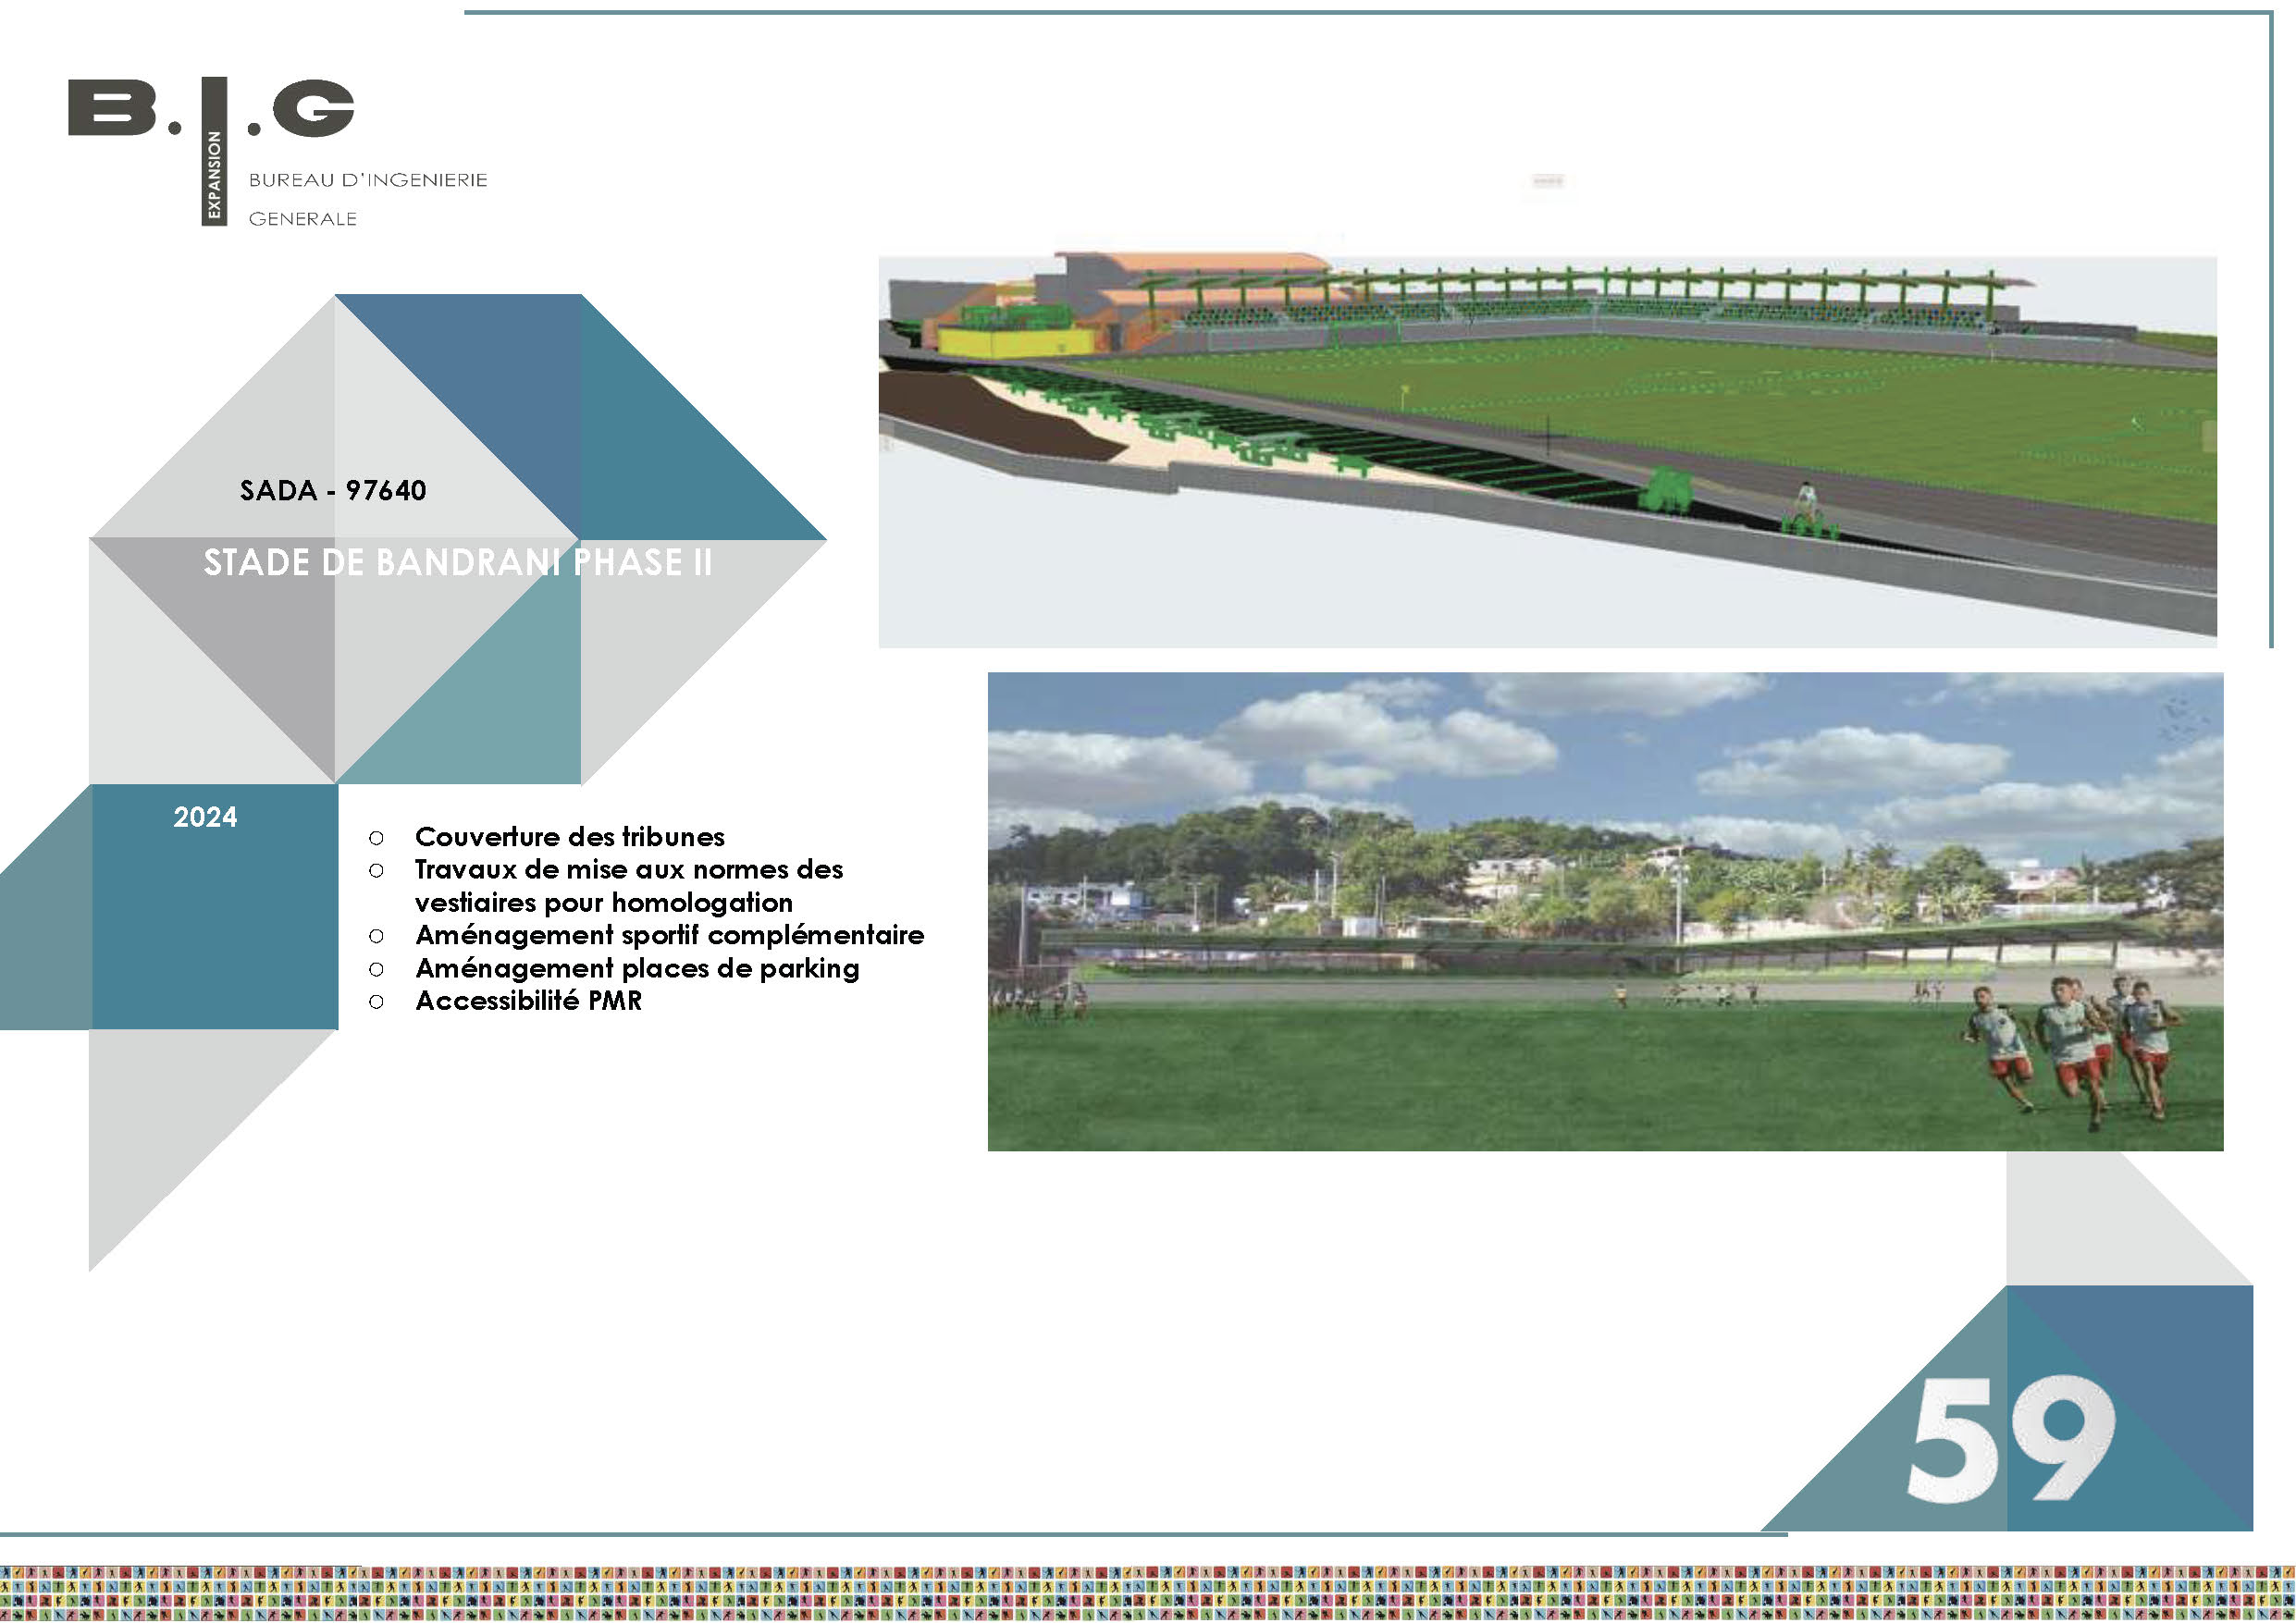 B.I.G
EXPANSION
BUREAU D'INGENIERIE
GENERALE
SADA - 97640
STADE DE BANDRANI PHASE II
2024
○ Couverture des tribunes
○ Travaux de mise aux normes des
vestiaires pour homologation
○ Aménagement sportif complémentaire
○ Aménagement places de parking
○ Accessibilité PMR
59